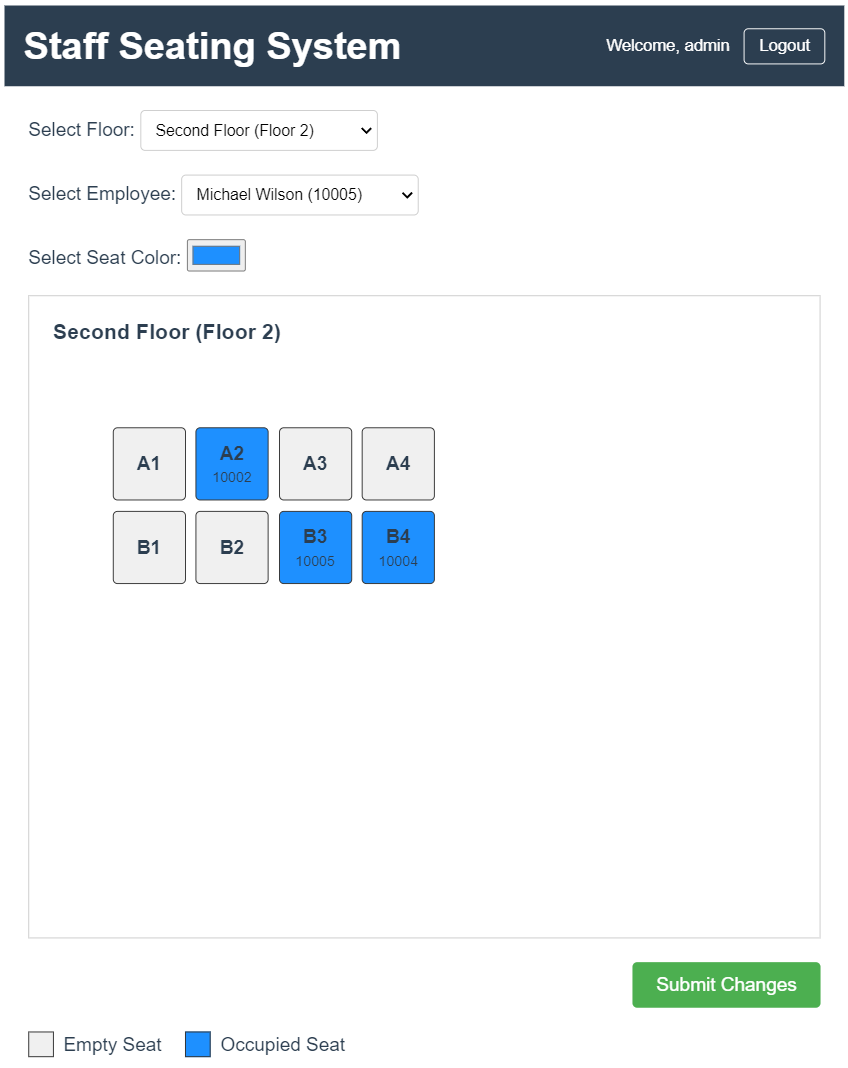 Staff Seating System
Welcome, admin
Logout
Select Floor: Second Floor (Floor 2)
Select Employee: Michael Wilson (10005)
Select Seat Color:
Second Floor (Floor 2)
A1 A2 A3 A4
10002
B1 B2 B3 B4
10005 10004
Submit Changes
Empty Seat Occupied Seat